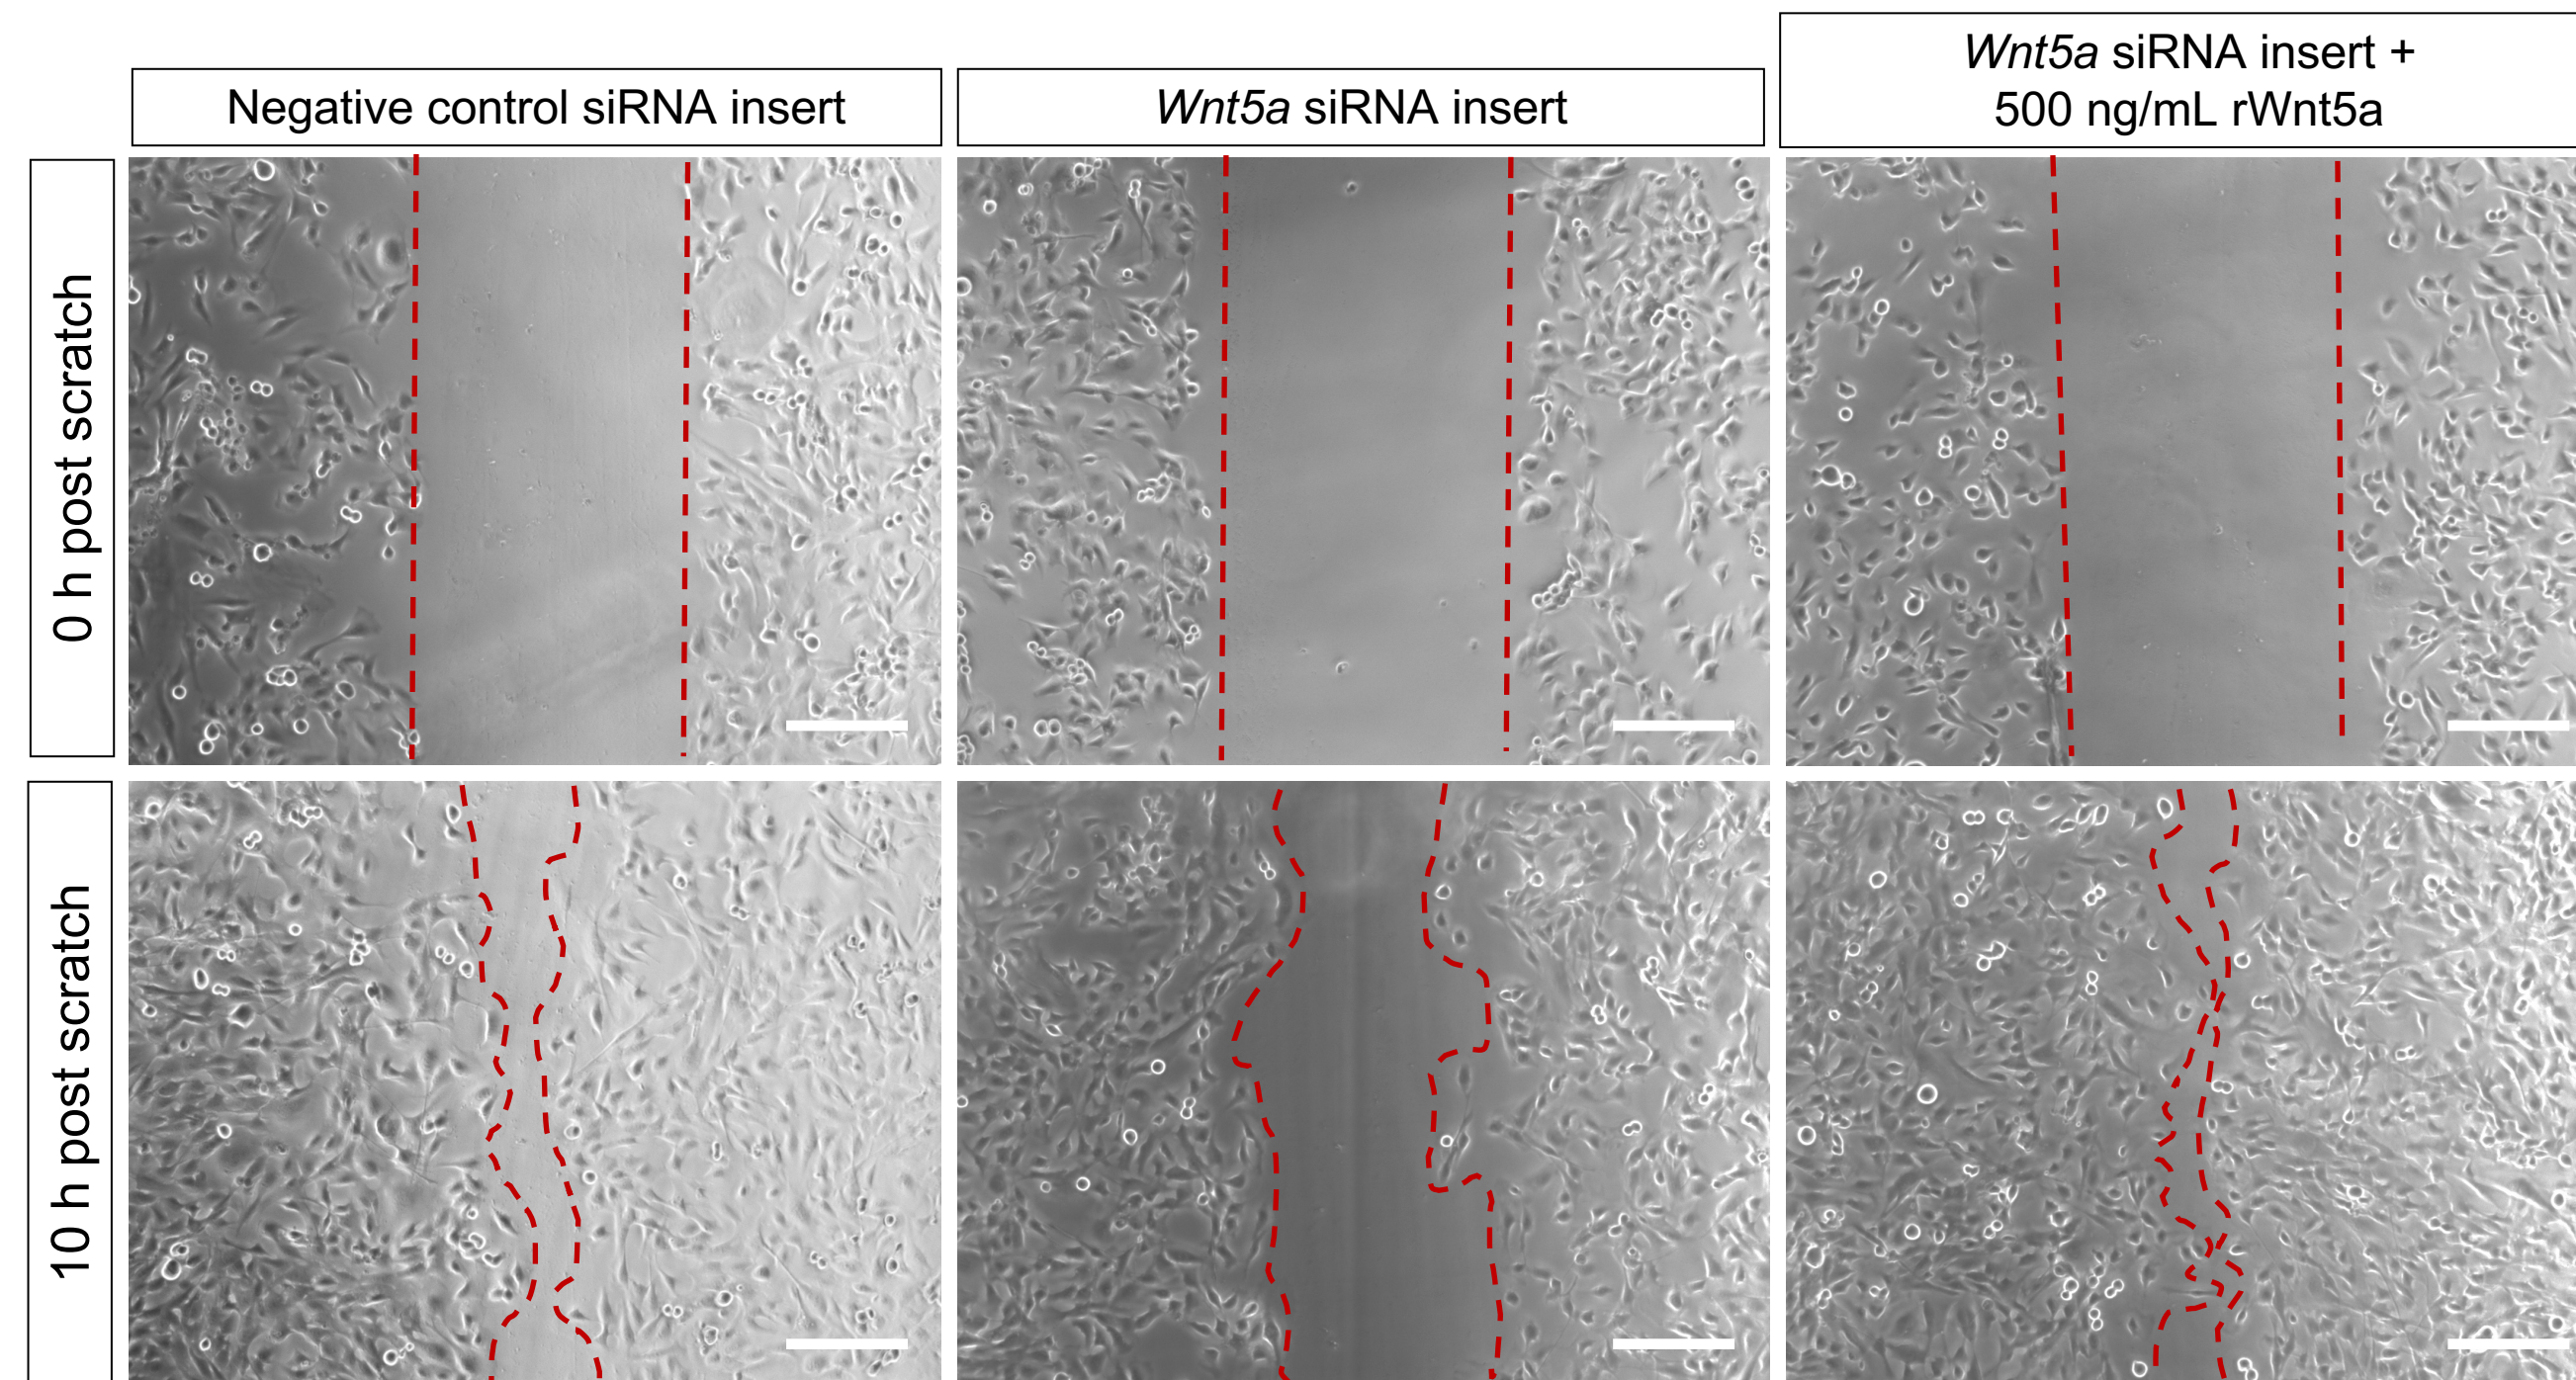 Negative control siRNA insert
Wnt5a siRNA insert
Wnt5a siRNA insert +
500 ng/mL rWnt5a
0 h post scratch
10 h post scratch